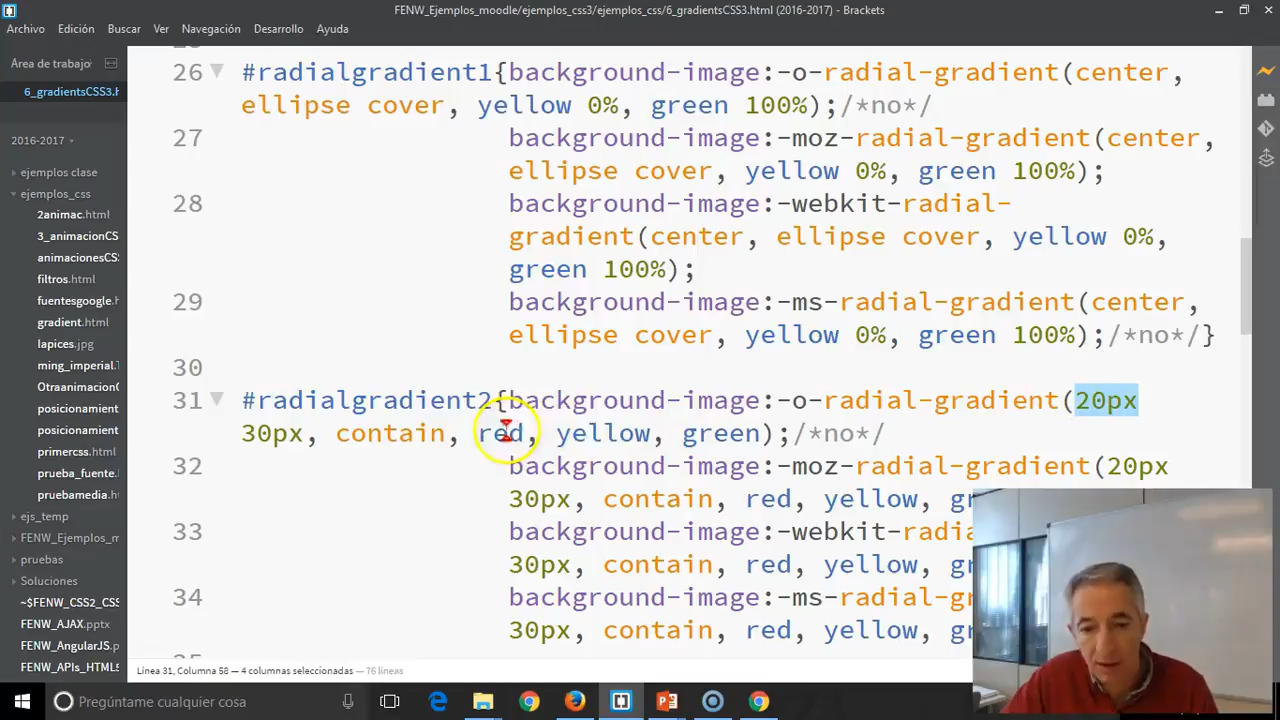 FENW_Ejemplos_moodle/ejemplos_css3/ejemplos_css/6_gradientsCSS3.html (2016-2017) - Brackets
Archivo Edición Buscar Ver Navegación Desarrollo Ayuda
Área de trabajo
6_gradientsCSS3.h
2016-2017
ejemplos clase
ejemplos_css
2animac.html
3_animacionCS
animacionesCS
filtros.html
fuentesgoogle.h
gradient.html
lapices.jpg
ming_imperial.T
Otraanimacion
posicionamient
posicionamient
primercss.html
prueba_fuente.
pruebamedia.ht
ejs_temp
FENW_Ejemplos_m
pruebas
Soluciones
~$FENW_CSS2_CSS
FENW_AJAX.pptx
FENW_AngularJS.
FENW_APIs_HTML5
26 #radialgradient1{background-image:-o-radial-gradient(center,
ellipse cover, yellow 0%, green 100%);/*no*/
27 background-image:-moz-radial-gradient(center,
ellipse cover, yellow 0%, green 100%);
28 background-image:-webkit-radial-
gradient(center, ellipse cover, yellow 0%,
green 100%);
29 background-image:-ms-radial-gradient(center,
ellipse cover, yellow 0%, green 100%);/*no*/}
30
31 #radialgradient2{background-image:-o-radial-gradient(20px
30px, contain, red, yellow, green);/*no*/
32 background-image:-moz-radial-gradient(20px
30px, contain, red, yellow, g
33 background-image:-webkit-radia
30px, contain, red, yellow, g
34 background-image:-ms-radial-g
30px, contain, red, yellow, g
Línea 31, Columna 58 — 4 columnas seleccionadas — 76 líneas
Pregúntame cualquier cosa